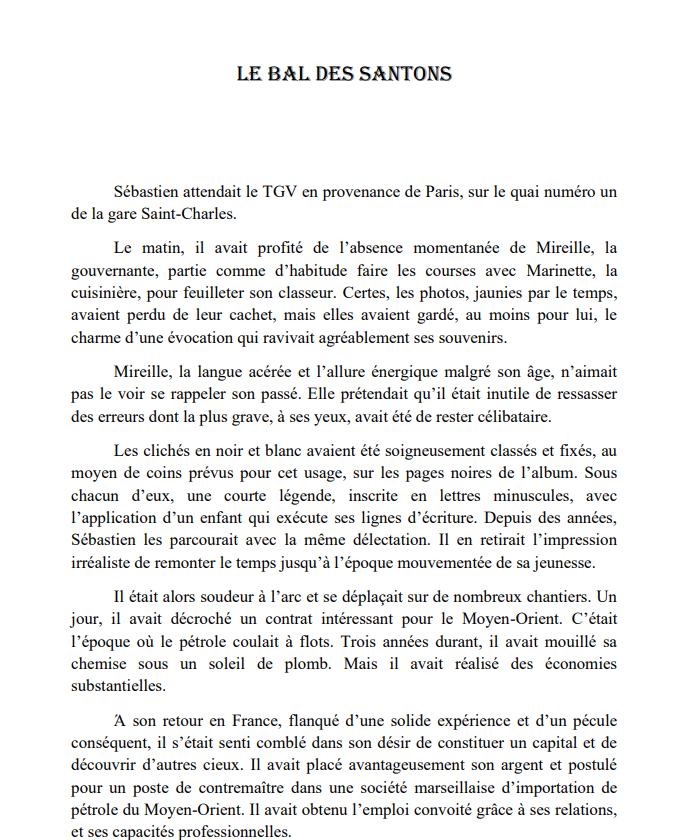 LE BAL DES SANTONS
Sébastien attendait le TGV en provenance de Paris, sur le quai numéro un
de la gare Saint-Charles.
Le matin, il avait profité de l’absence momentanée de Mireille, la
gouvernante, partie comme d’habitude faire les courses avec Marinette, la
cuisinière, pour feuilleter son classeur. Certes, les photos, jaunies par le temps,
avaient perdu de leur cachet, mais elles avaient gardé, au moins pour lui, le
charme d’une évocation qui ravivait agréablement ses souvenirs.
Mireille, la langue acérée et l’allure énergique malgré son âge, n’aimait
pas le voir se rappeler son passé. Elle prétendait qu’il était inutile de ressasser
des erreurs dont la plus grave, à ses yeux, avait été de rester célibataire.
Les clichés en noir et blanc avaient été soigneusement classés et fixés, au
moyen de coins prévus pour cet usage, sur les pages noires de l’album. Sous
chacun d’eux, une courte légende, inscrite en lettres minuscules, avec
l’application d’un enfant qui exécute ses lignes d’écriture. Depuis des années,
Sébastien les parcourait avec la même délectation. Il en retirait l’impression
irréaliste de remonter le temps jusqu’à l’époque mouvementée de sa jeunesse.
Il était alors soudeur à l’arc et se déplaçait sur de nombreux chantiers. Un
jour, il avait décroché un contrat intéressant pour le Moyen-Orient. C’était
l’époque où le pétrole coulait à flots. Trois années durant, il avait mouillé sa
chemise sous un soleil de plomb. Mais il avait réalisé des économies
substantielles.
À son retour en France, flanqué d’une solide expérience et d’un pécule
conséquent, il s’était senti comblé dans son désir de constituer un capital et de
découvrir d’autres cieux. Il avait placé avantageusement son argent et postulé
pour un poste de contremaître dans une société marseillaise d’importation de
pétrole du Moyen-Orient. Il avait obtenu l’emploi convoité grâce à ses relations,
et ses capacités professionnelles.